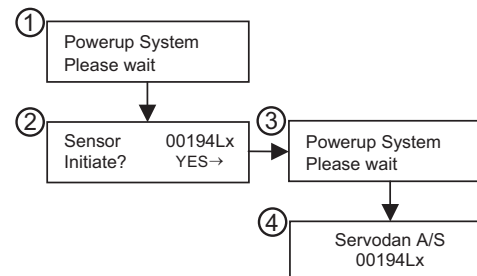 1
Powerup System
Please wait
2
Sensor 00194Lx
Initiate? YES→
3
Powerup System
Please wait
4
Servodan A/S
00194Lx